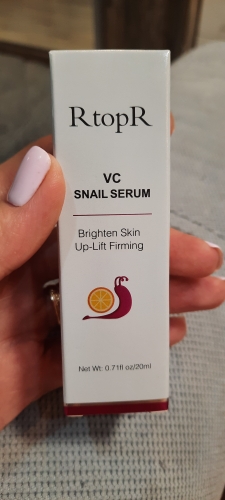 RtopR
VC
SNAIL SERUM
Brighten Skin
Up-Lift Firming
Net Wt: 0.71fl oz/20ml